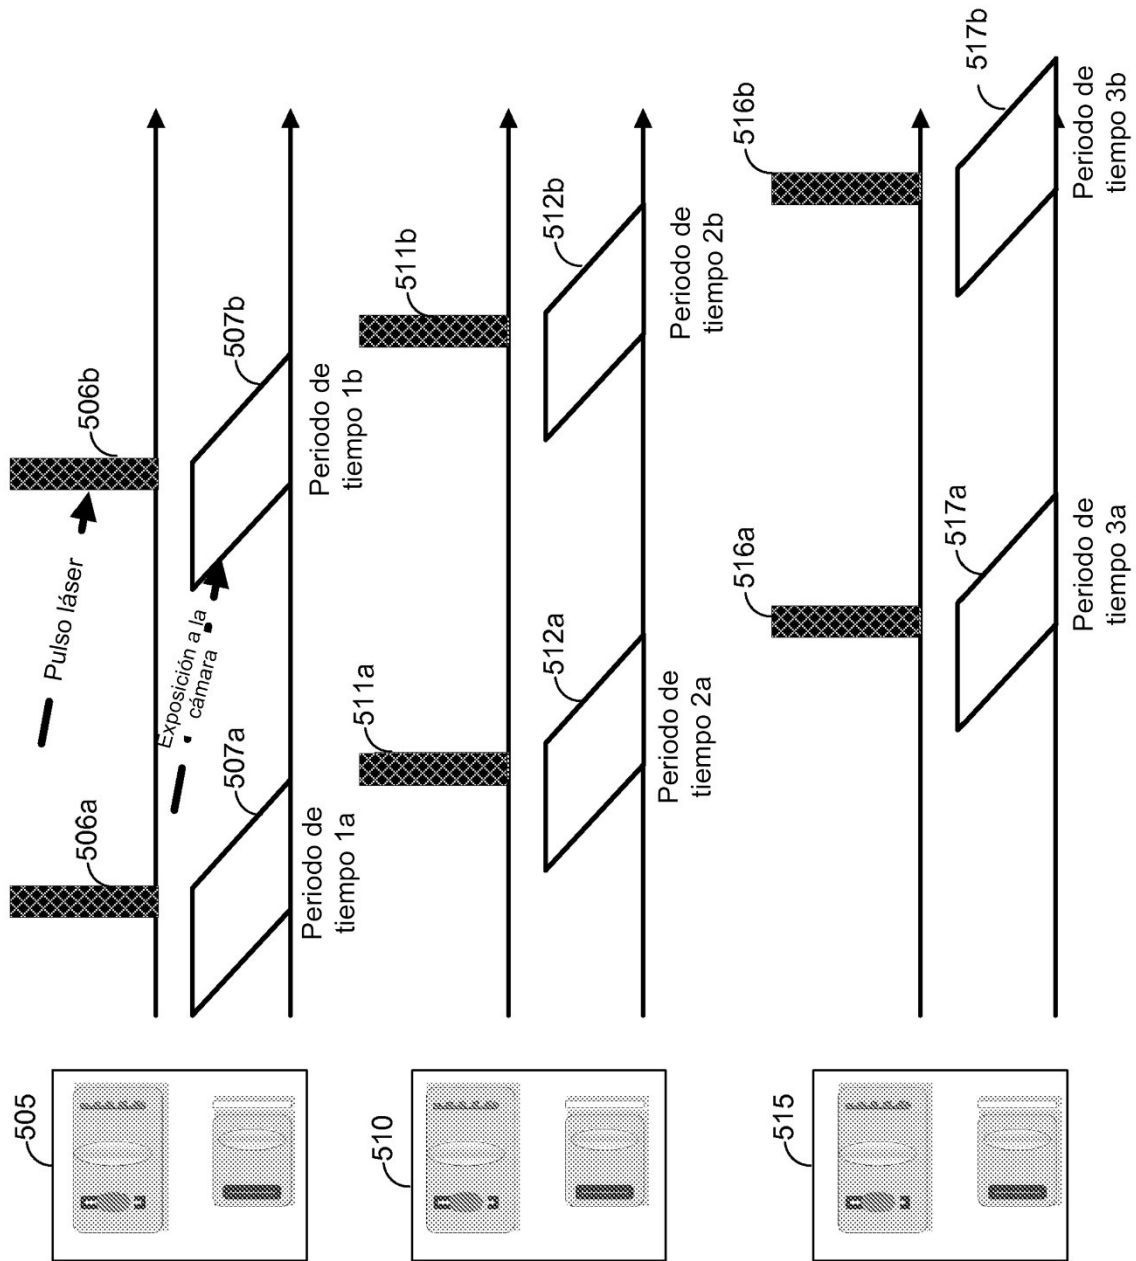 505
506a
Pulso láser
506b
Exposición a la
cámara
507a
507b
Periodo de
tiempo 1a
Periodo de
tiempo 1b
510
511a
511b
512a
512b
Periodo de
tiempo 2a
Periodo de
tiempo 2b
515
516a
516b
517a
517b
Periodo de
tiempo 3a
Periodo de
tiempo 3b